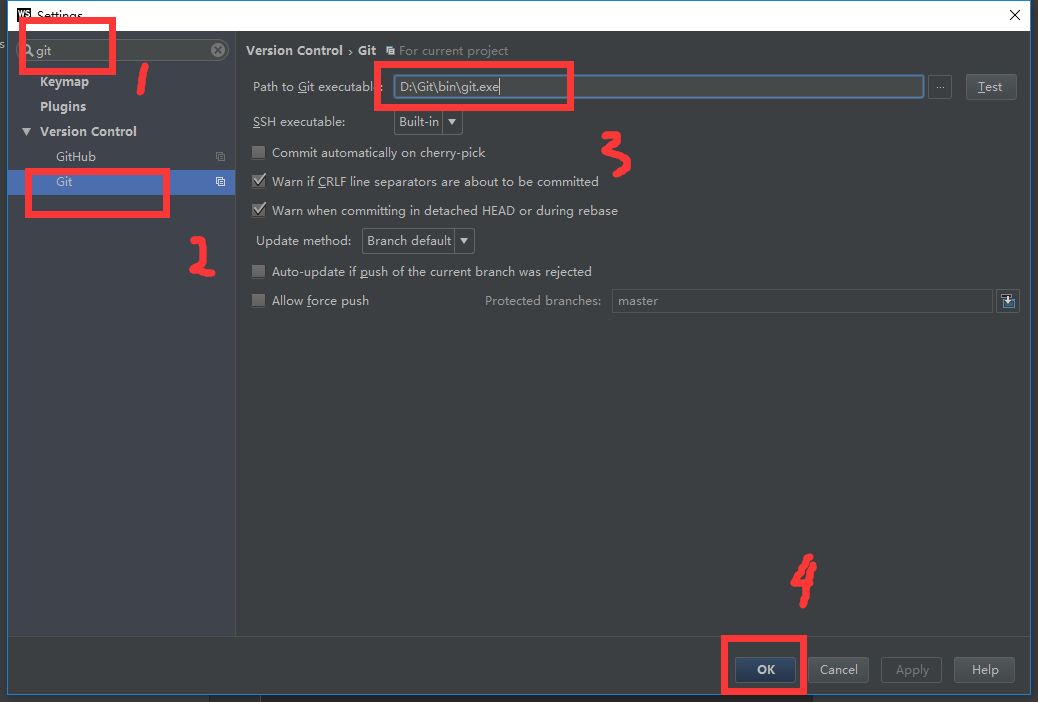 WS Settings
git
1
Keymap
Plugins
Version Control
GitHub
Git
2
Version Control › Git For current project
Path to Git executable: D:\Git\bin\git.exe ... Test
SSH executable: Built-in
3
Commit automatically on cherry-pick
Warn if CRLF line separators are about to be committed
Warn when committing in detached HEAD or during rebase
Update method: Branch default
Auto-update if push of the current branch was rejected
Allow force push Protected branches: master
4
OK Cancel Apply Help